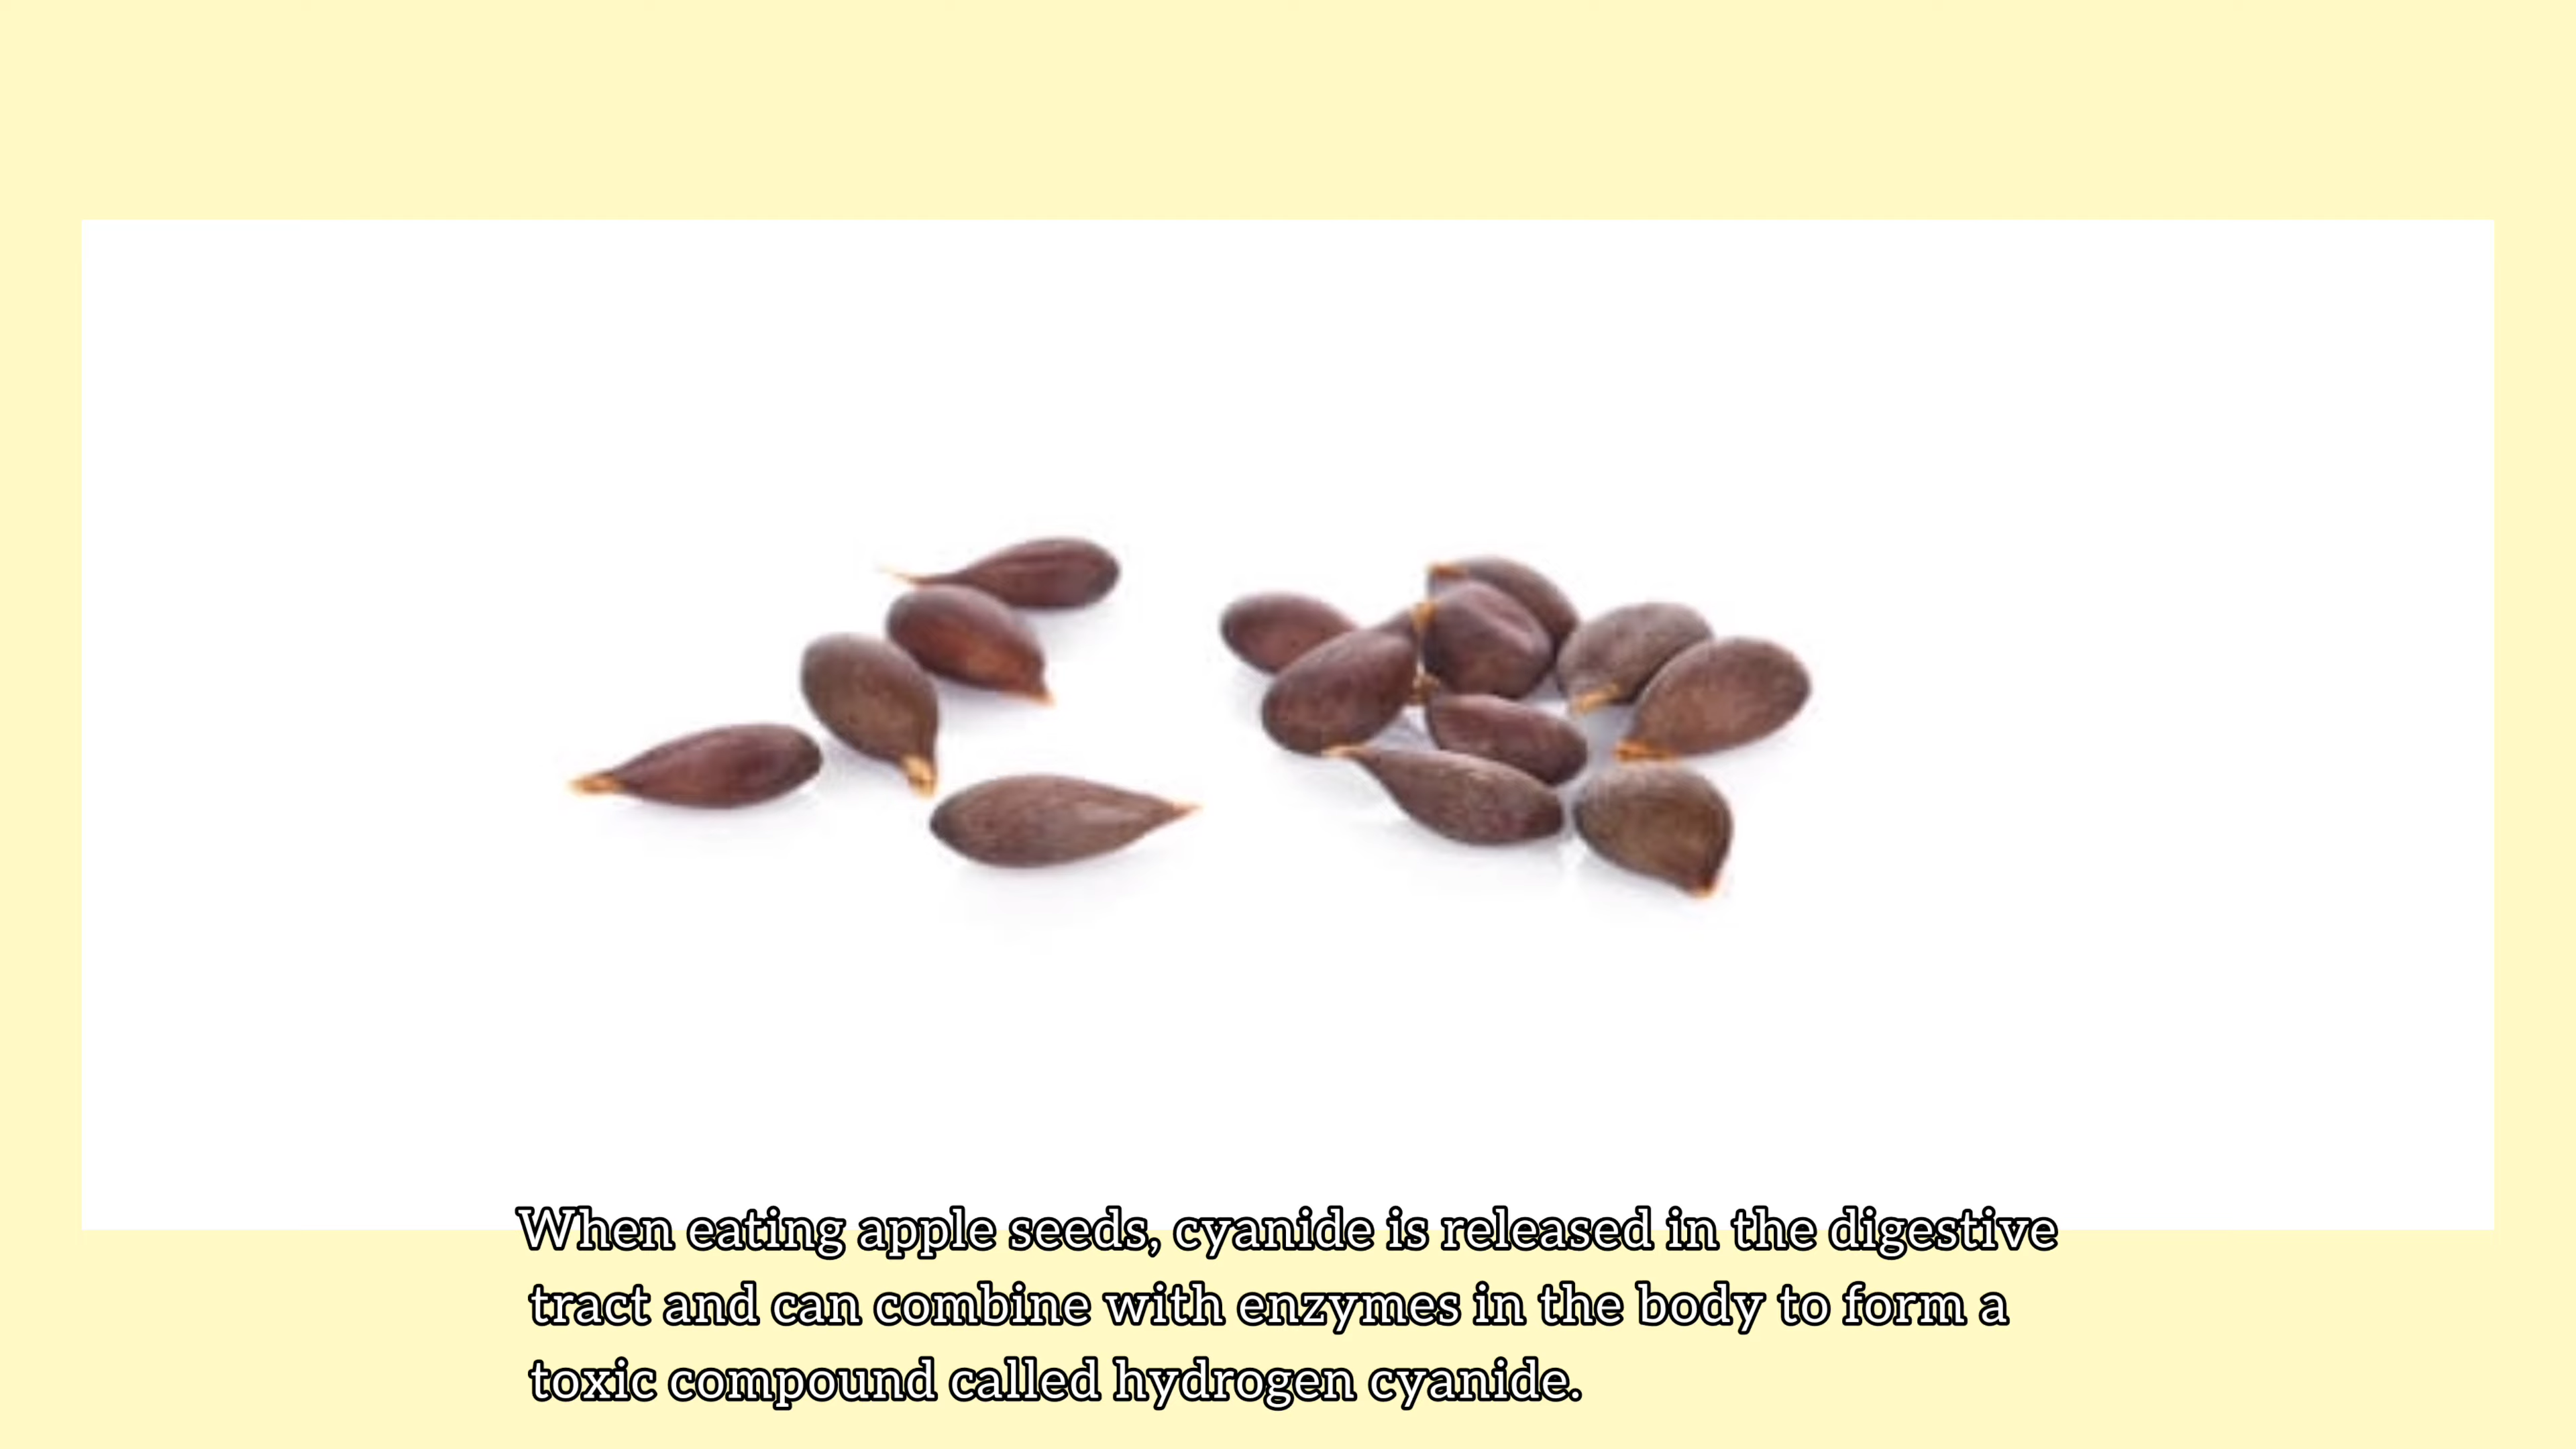 When eating apple seeds, cyanide is released in the digestive
tract and can combine with enzymes in the body to form a
toxic compound called hydrogen cyanide.